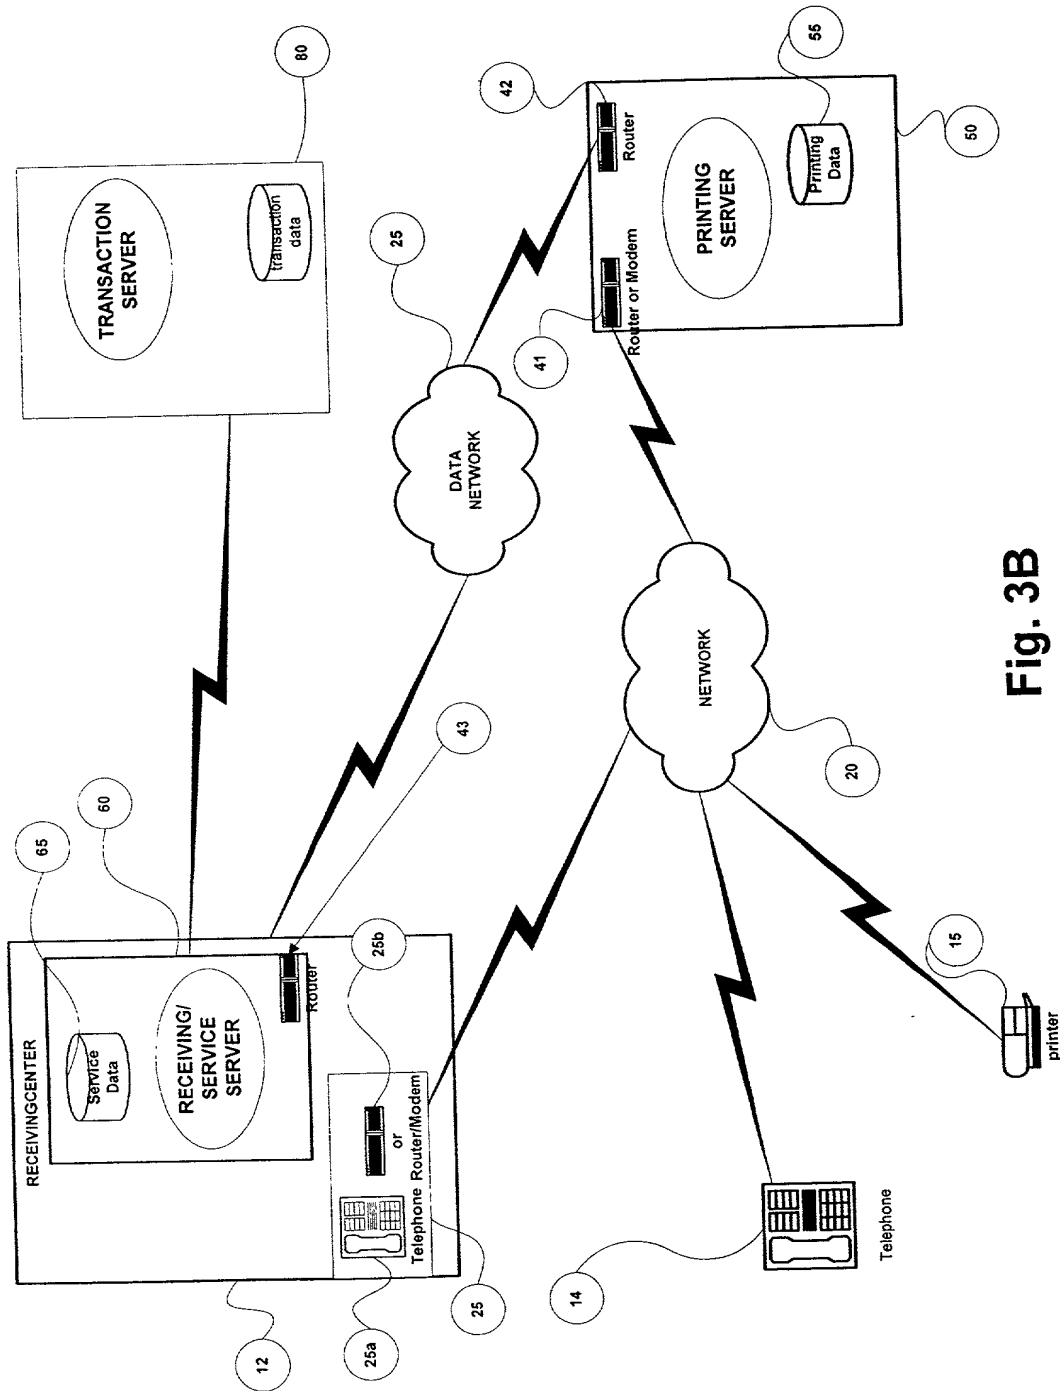 RECEIVINGCENTER
65
Service
Data
60
RECEIVING/
SERVICE
SERVER
Router
43
12
25b
or
Telephone Router/Modem
25a
25
TRANSACTION
SERVER
transaction
data
80
DATA
NETWORK
25
42
Router
41
Router or Modem
PRINTING
SERVER
Printing
Data
55
50
NETWORK
20
14
Telephone
15
printer
Fig. 3B